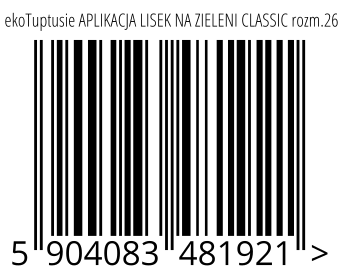 ekoTuptusie APLIKACJA LISEK NA ZIELENI CLASSIC rozm.26
5 904083 481921 >